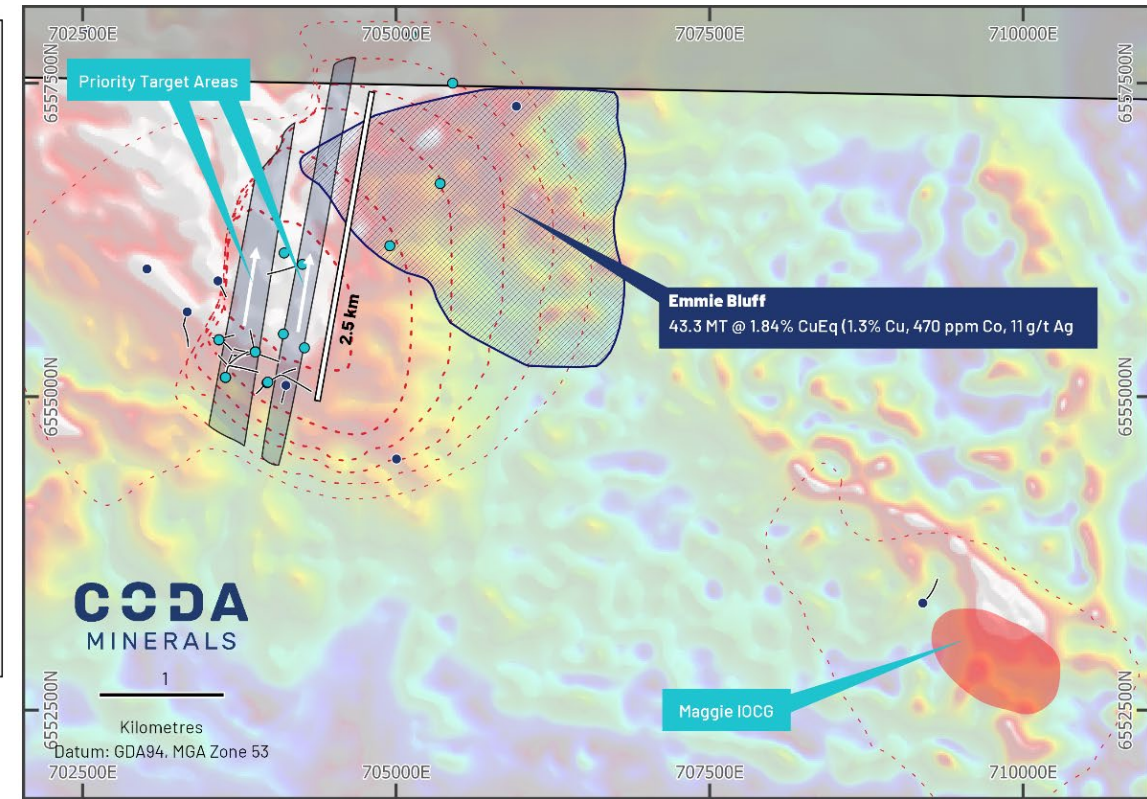 702500E
705000E
707500E
710000E
6557500N
6557500N
Priority Target Areas
Emmie Bluff
43.3 MT @ 1.84% CuEq (1.3% Cu, 470 ppm Co, 11 g/t Ag
2.5 km
6555000N
6555000N
CODA
MINERALS
1
Kilometres
Datum: GDA94, MGA Zone 53
Maggie IOCG
6552500N
6552500N
702500E
705000E
707500E
710000E